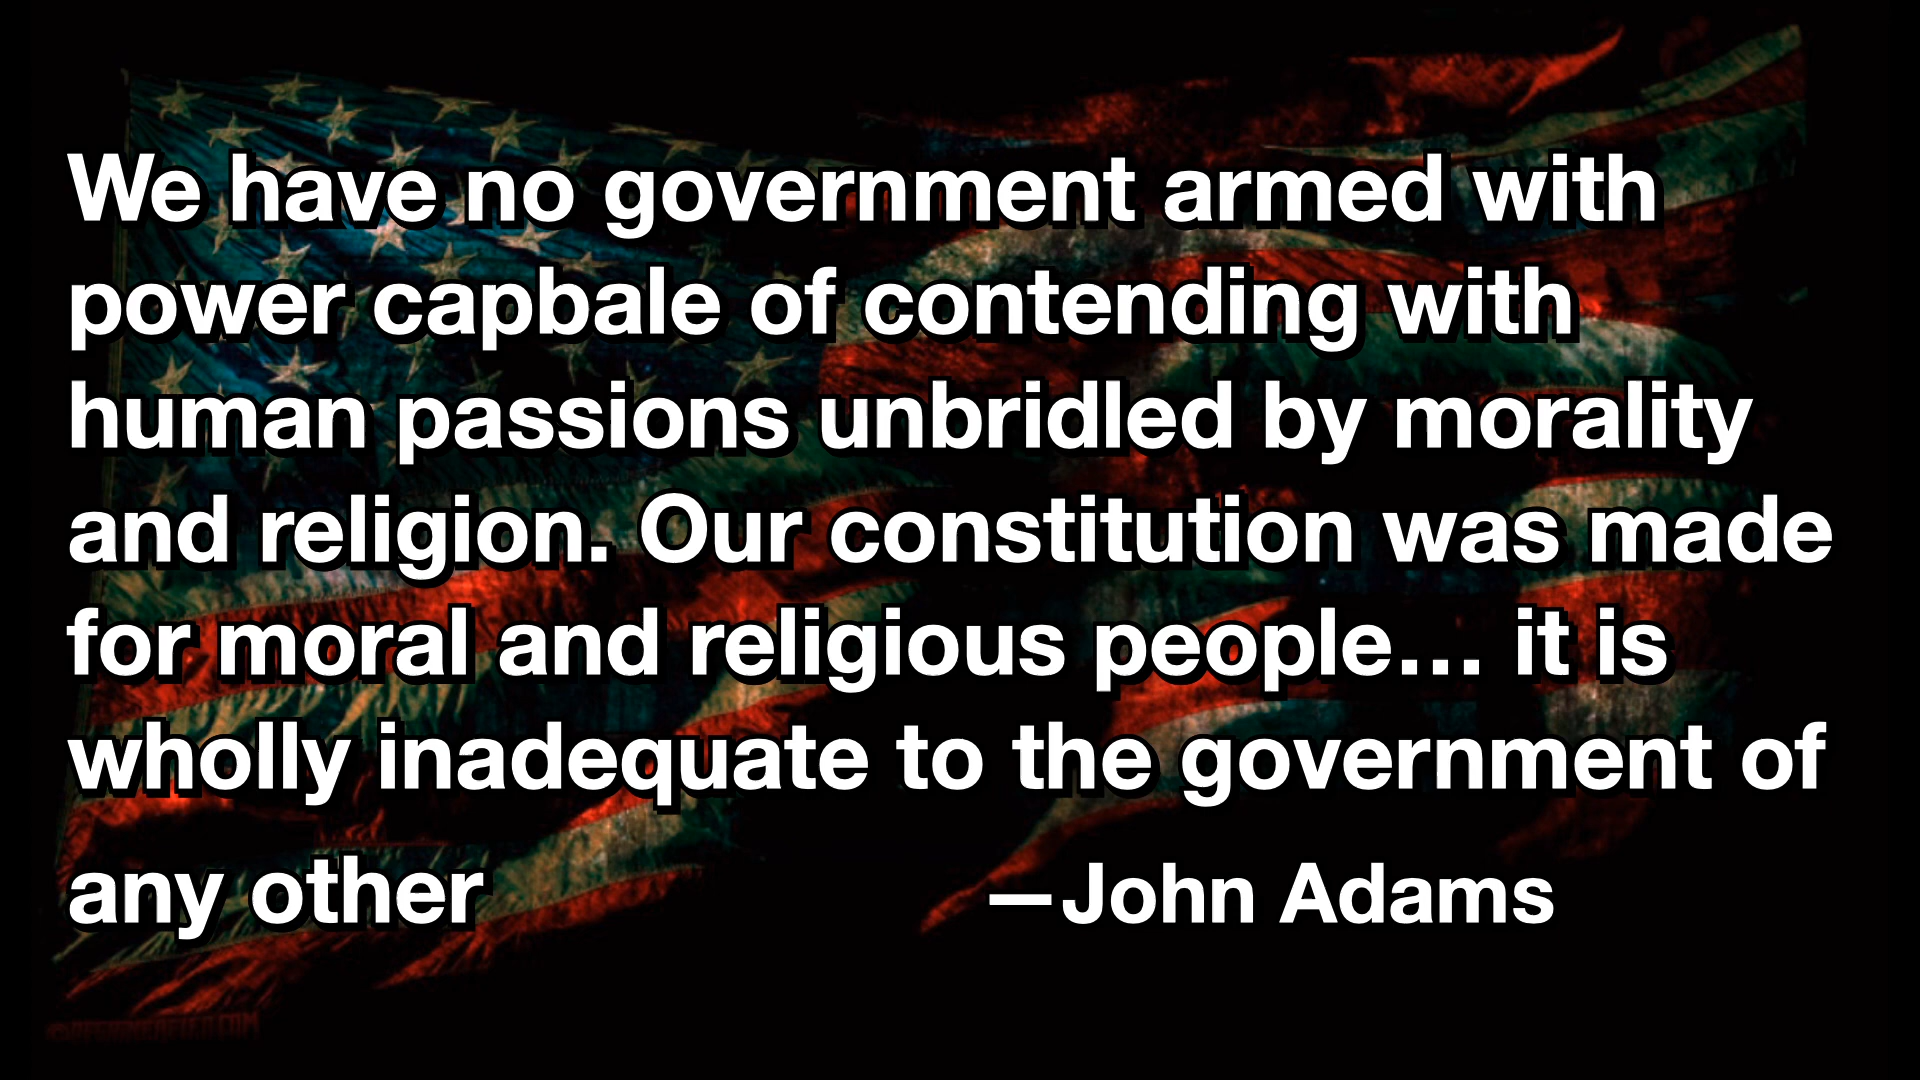 We have no government armed with
power capbale of contending with
human passions unbridled by morality
and religion. Our constitution was made
for moral and religious people… it is
wholly inadequate to the government of
any other —John Adams